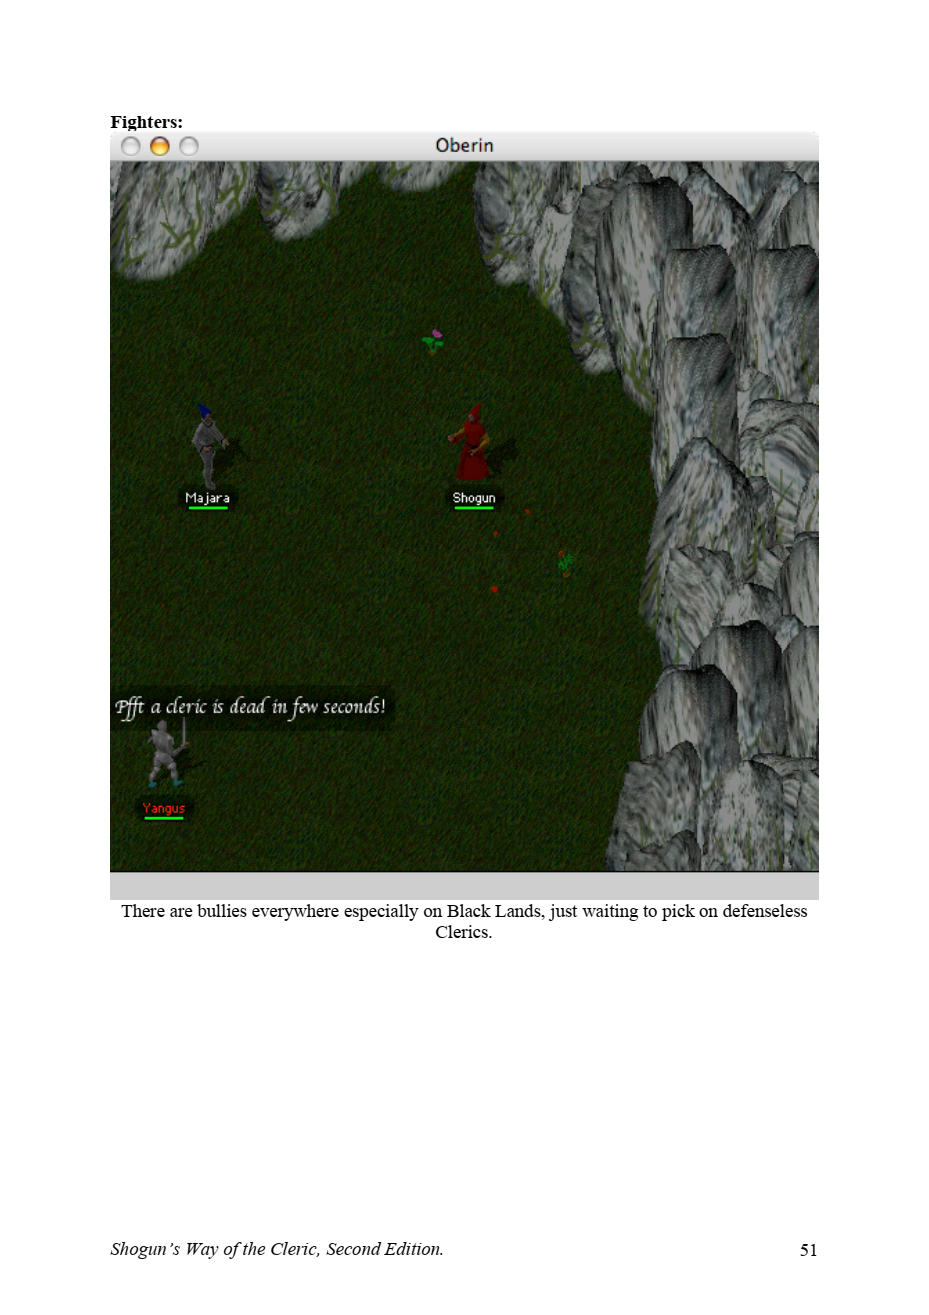 Fighters:
Oberin
Majara
Shogun
Pfft a cleric is dead in few seconds!
Yangus
There are bullies everywhere especially on Black Lands, just waiting to pick on defenseless
Clerics.
Shogun’s Way of the Cleric, Second Edition.
51